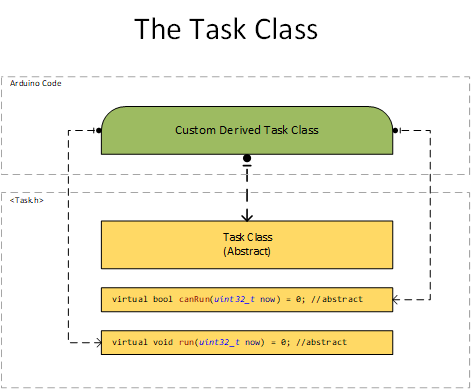 The Task Class
Arduino Code
Custom Derived Task Class
<Task.h>
Task Class
(Abstract)
virtual bool canRun(uint32_t now) = 0; //abstract
virtual void run(uint32_t now) = 0; //abstract